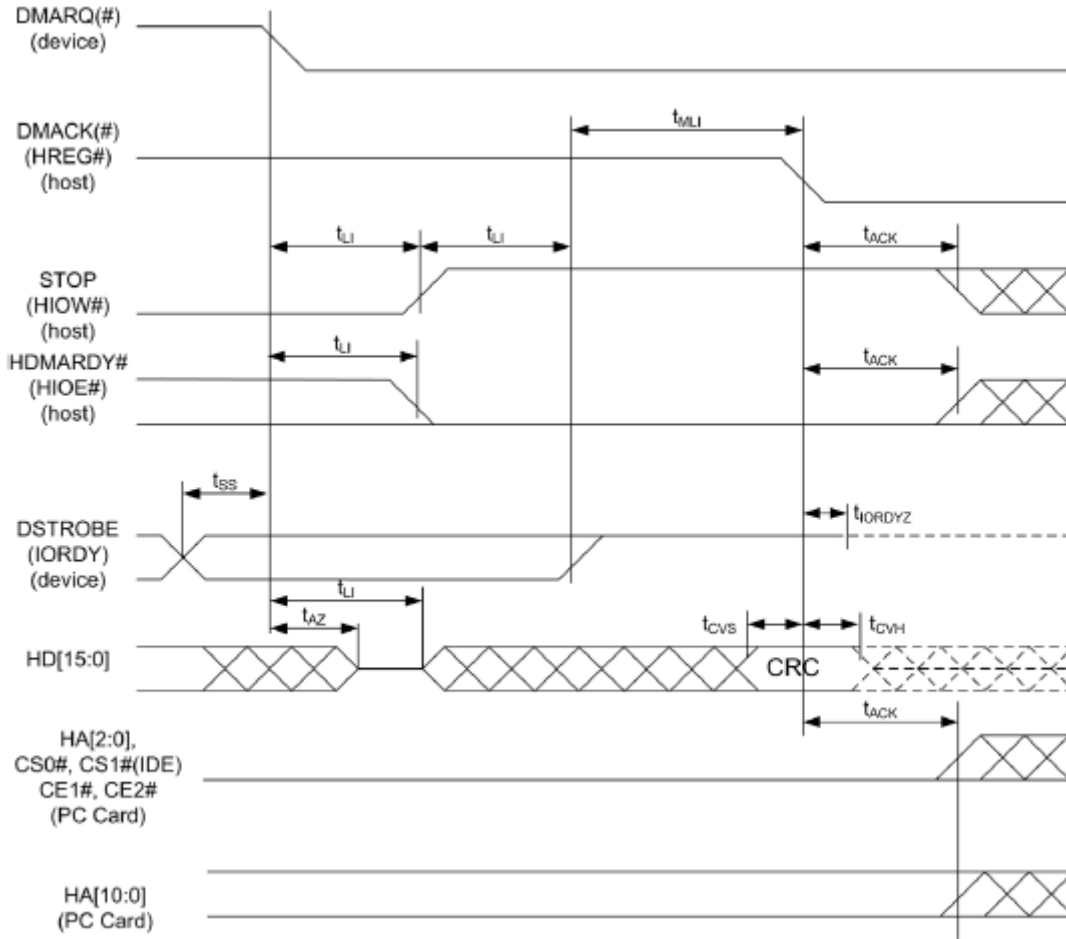 DMARQ(#)
(device)
DMACK(#)
(HREG#)
(host)
tMLI
tLI
tLI
tACK
STOP
(HIOW#)
(host)
tLI
tACK
HDMARDY#
(HIOE#)
(host)
tSS
tIORDYZ
DSTROBE
(IORDY)
(device)
tLI
tAZ
tCVS
tCVH
HD[15:0]
CRC
tACK
HA[2:0],
CS0#, CS1#(IDE)
CE1#, CE2#
(PC Card)
HA[10:0]
(PC Card)